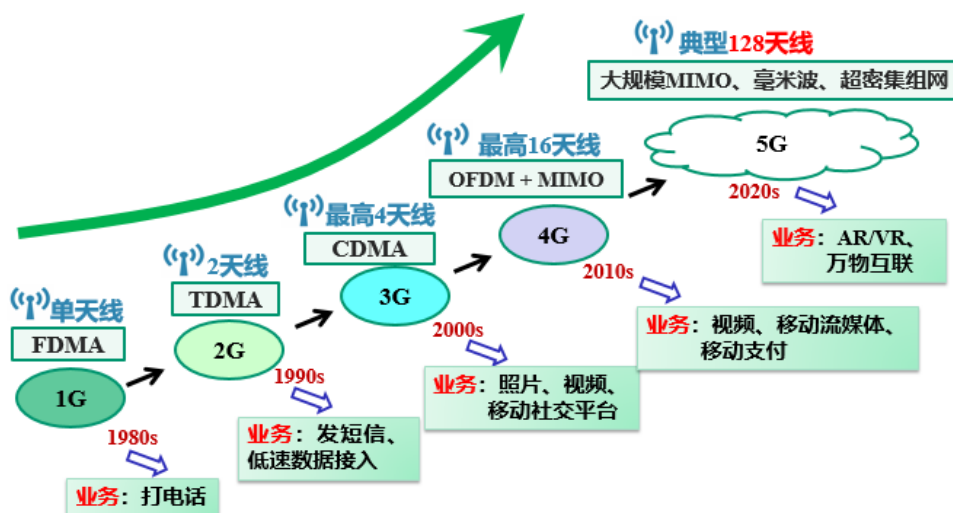 典型128天线
大规模MIMO、毫米波、超密集组网
5G
2020s
业务：AR/VR、
万物互联
最高16天线
OFDM + MIMO
4G
2010s
业务：视频、移动流媒体、
移动支付
最高4天线
CDMA
3G
2000s
业务：照片、视频、
移动社交平台
2天线
TDMA
2G
1990s
业务：发短信、
低速数据接入
单天线
FDMA
1G
1980s
业务：打电话